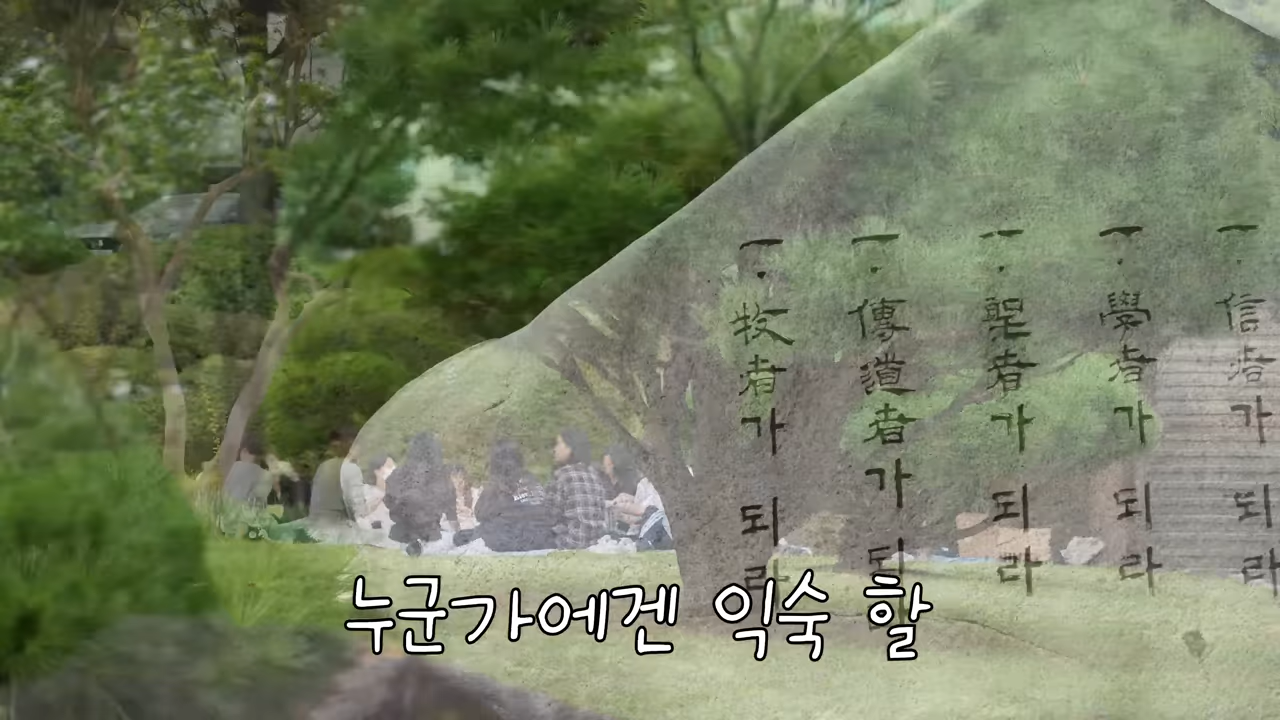 一. 信者가 되라
一. 學者가 되라
一. 聖者가 되라
一. 傳道者가 되라
一. 牧者가 되라
누군가에겐 익숙 할